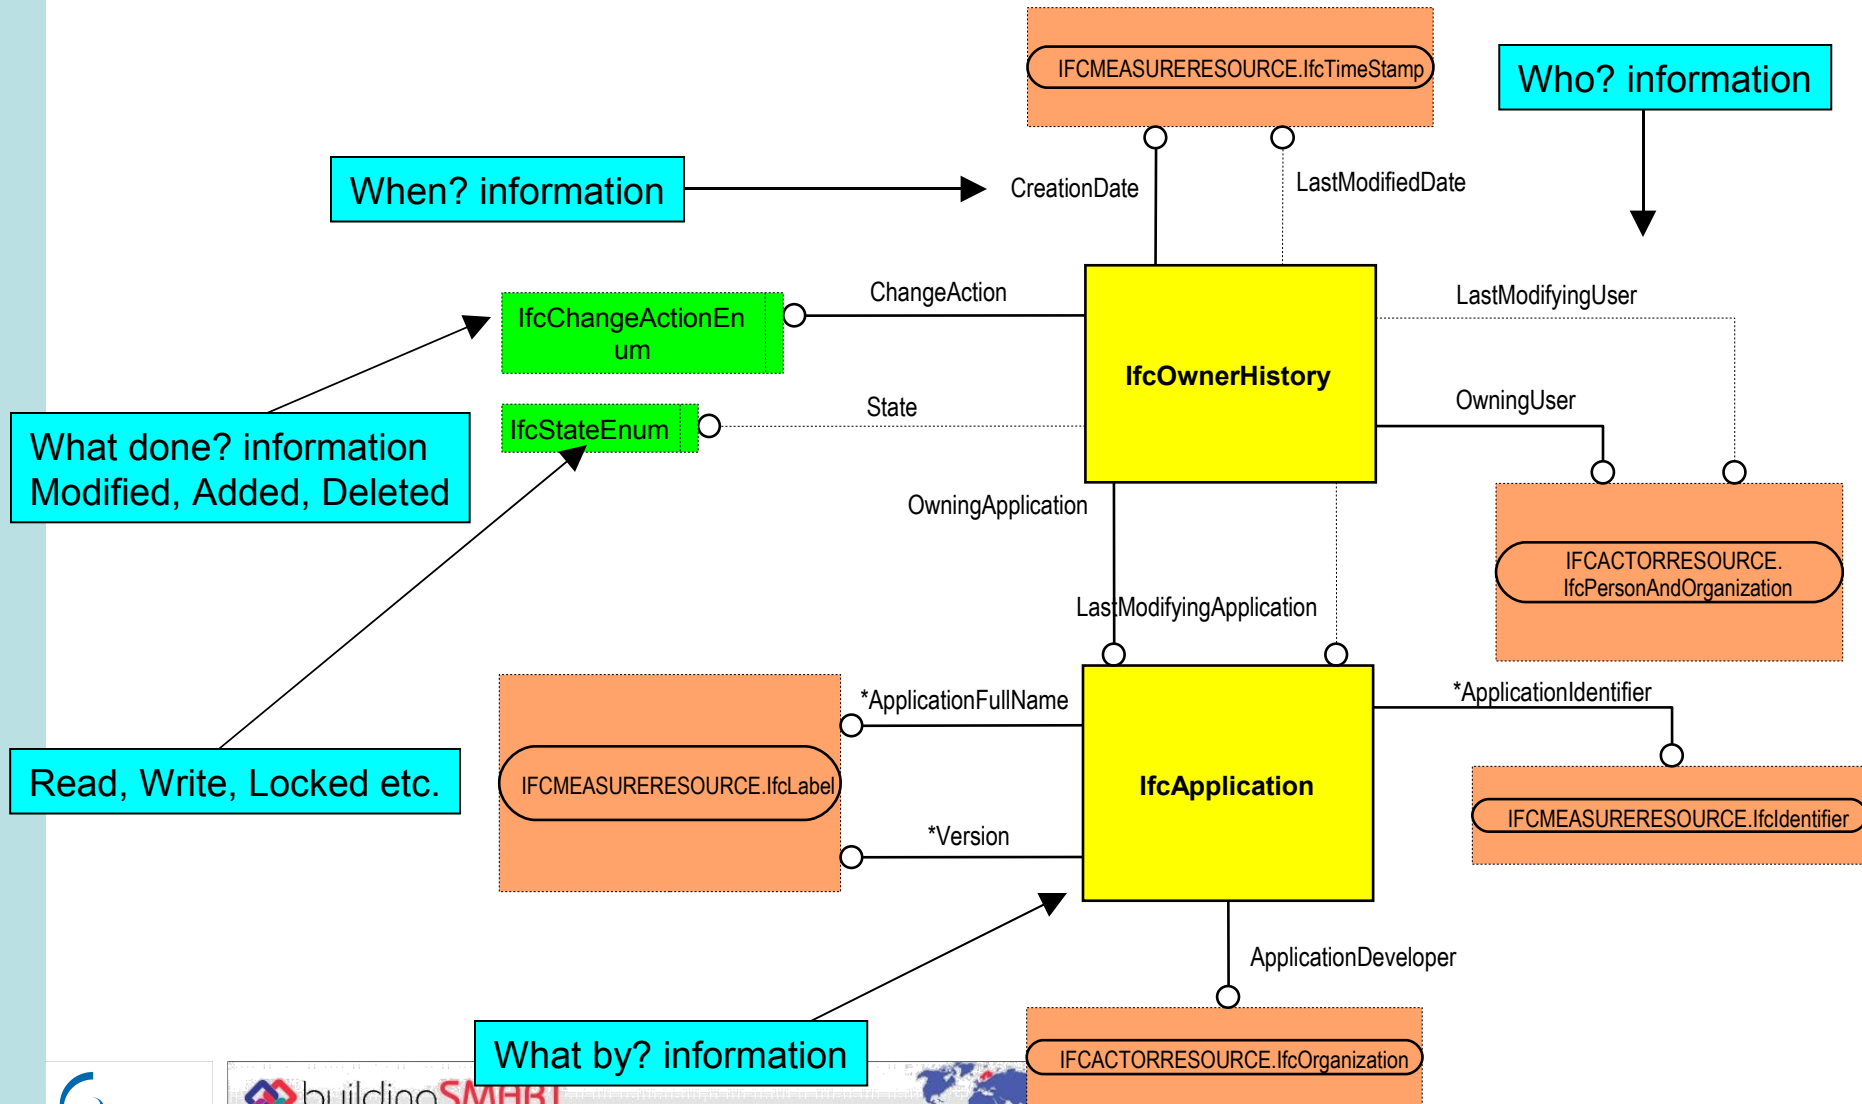 IFCMEASURERESOURCE.IfcTimeStamp
Who? information
When? information
CreationDate
LastModifiedDate
ChangeAction
LastModifyingUser
IfcChangeActionEn
um
IfcOwnerHistory
State
OwningUser
IfcStateEnum
What done? information
Modified, Added, Deleted
OwningApplication
IFCACTORRESOURCE.
IfcPersonAndOrganization
LastModifyingApplication
*ApplicationFullName
*ApplicationIdentifier
Read, Write, Locked etc.
IFCMEASURERESOURCE.IfcLabel
IfcApplication
IFCMEASURERESOURCE.IfcIdentifier
*Version
ApplicationDeveloper
What by? information
IFCACTORRESOURCE.IfcOrganization
buildingSMART